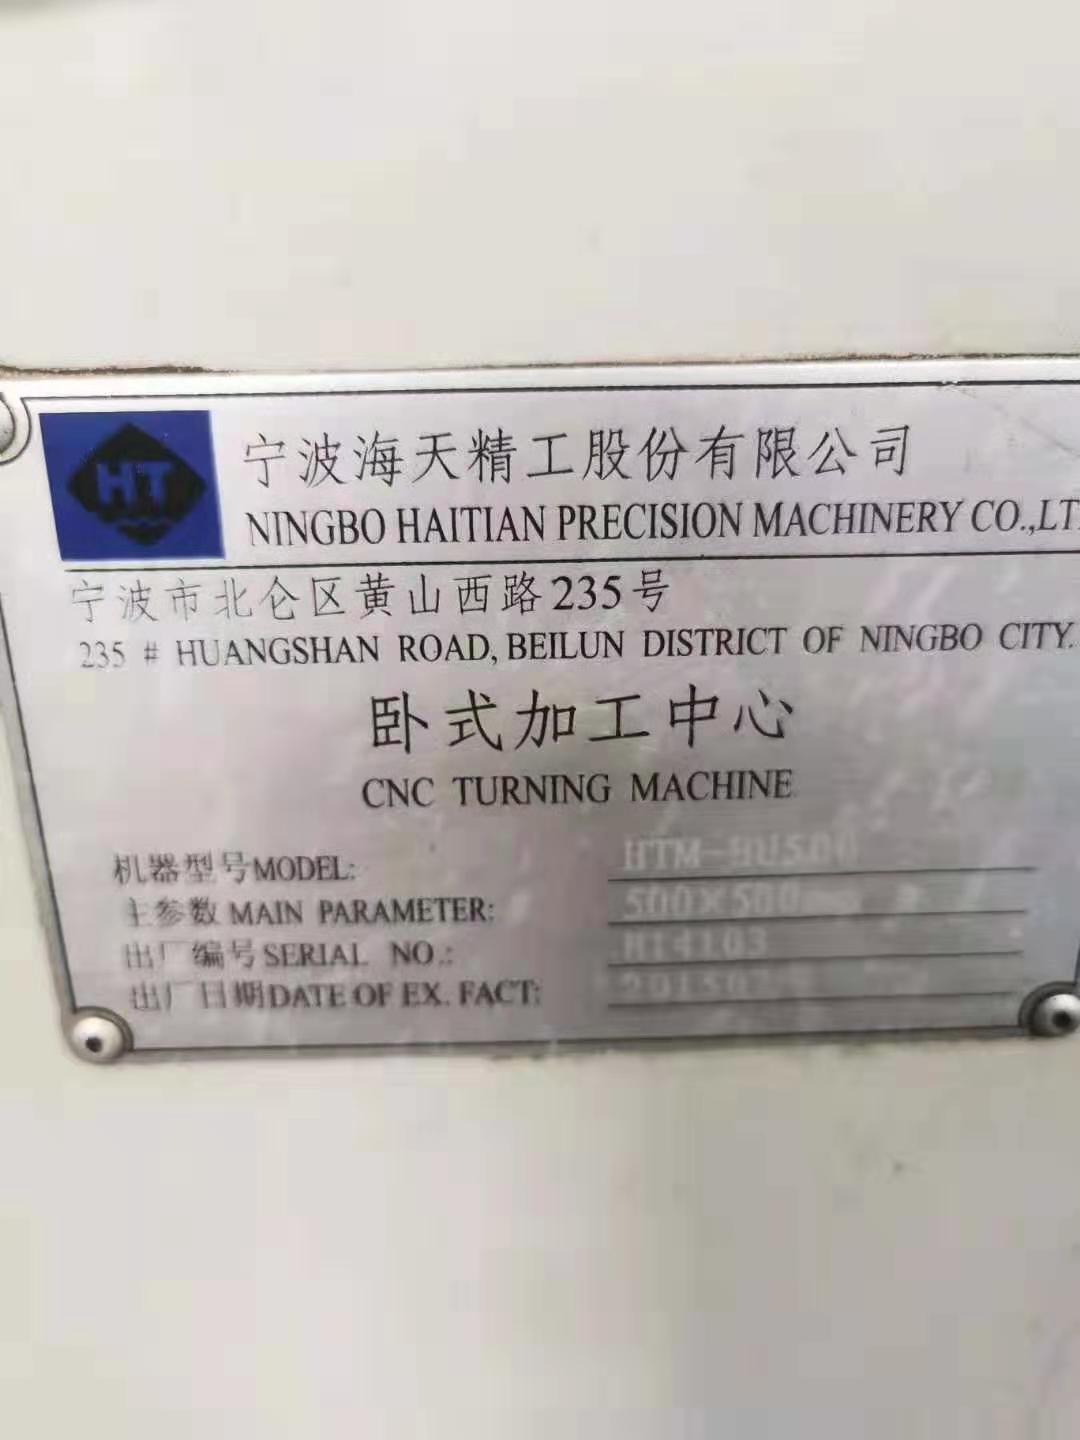 HT
宁波海天精工股份有限公司
NINGBO HAITIAN PRECISION MACHINERY CO.,LT
宁波市北仑区黄山西路235号
235 # HUANGSHAN ROAD, BEILUN DISTRICT OF NINGBO CITY.
卧式加工中心
CNC TURNING MACHINE
机器型号MODEL:
主参数 MAIN PARAMETER: 500×500mm
出厂编号SERIAL NO.: H14103
出厂日期DATE OF EX. FACT: